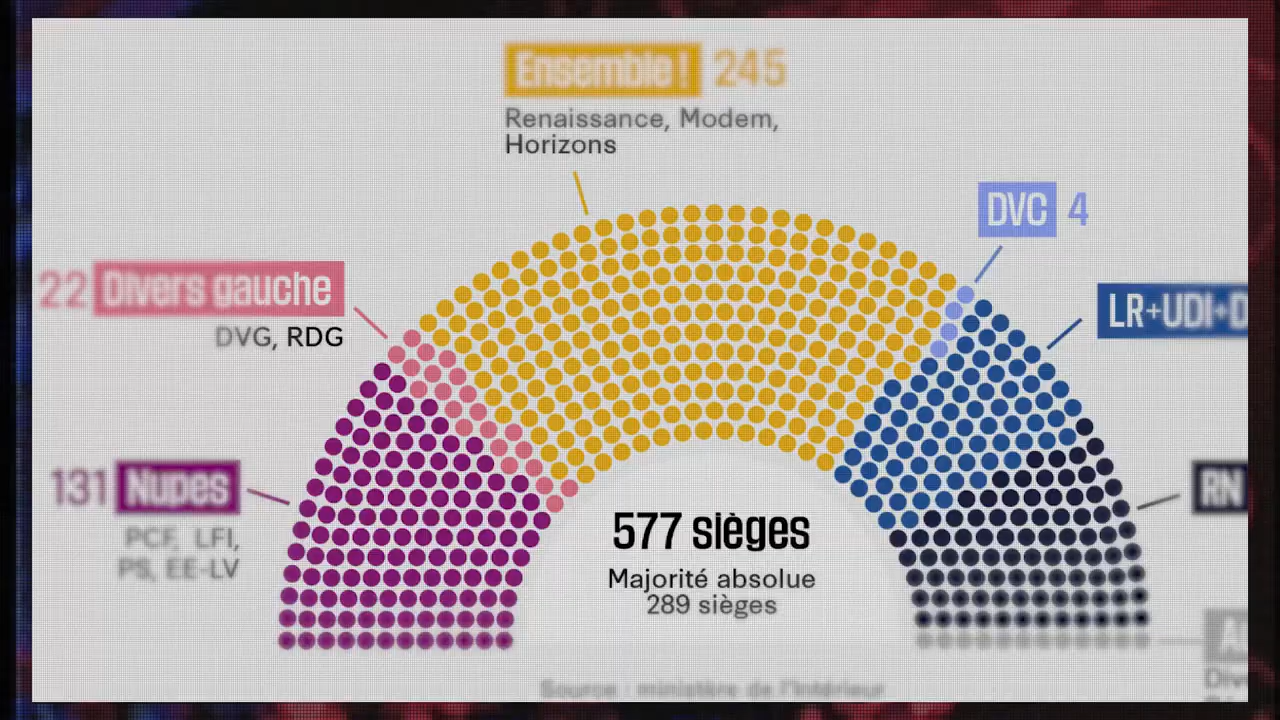 Ensemble! 245
Renaissance, Modem,
Horizons
DVC 4
22 Divers gauche
DVG, RDG
LR+UDI+D
131 Nupes
PCF, LFI,
PS, EE-LV
RN
577 sièges
Majorité absolue
289 sièges
Source : ministère de l'Intérieur